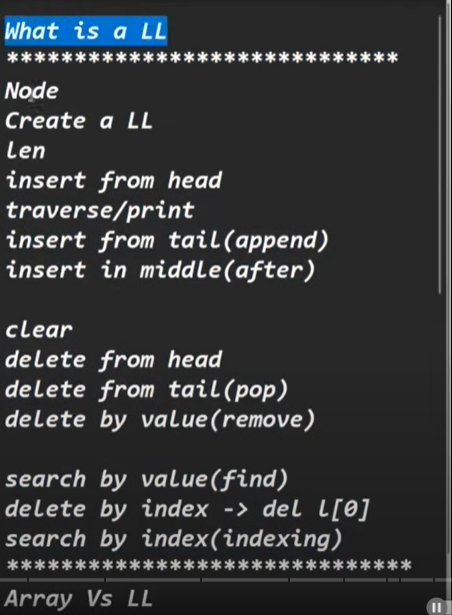 What is a LL
*****************************
Node
Create a LL
len
insert from head
traverse/print
insert from tail(append)
insert in middle(after)
clear
delete from head
delete from tail(pop)
delete by value(remove)
search by value(find)
delete by index -> del l[0]
search by index(indexing)
******************************
Array Vs LL